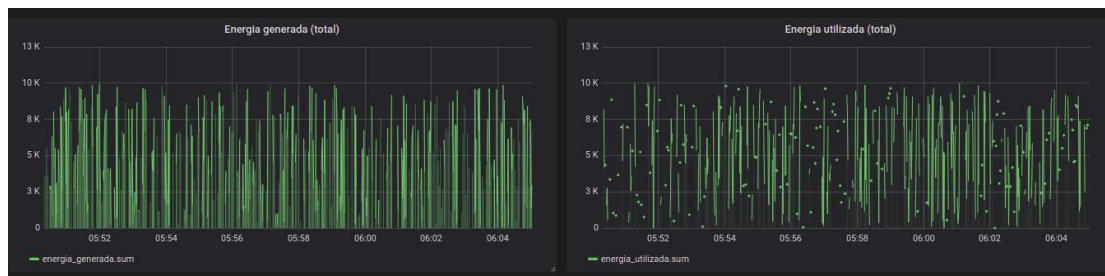 Energia generada (total)
13 K
10 K
8 K
5 K
3 K
0
05:52 05:54 05:56 05:58 06:00 06:02 06:04
energia_generada.sum
Energia utilizada (total)
13 K
10 K
8 K
5 K
3 K
0
05:52 05:54 05:56 05:58 06:00 06:02 06:04
energia_utilizada.sum